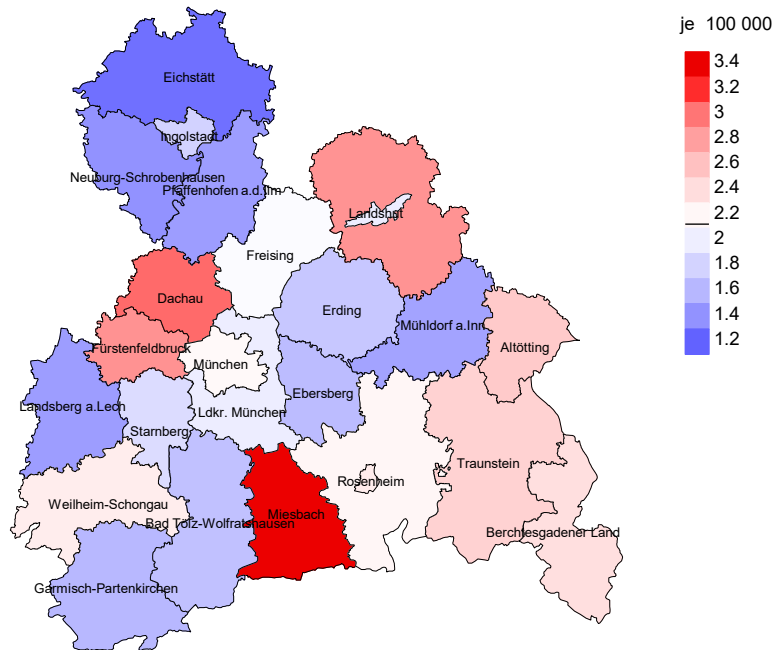 je 100 000
3.4
3.2
3
2.8
2.6
2.4
2.2
2
1.8
1.6
1.4
1.2
Eichstätt
Ingolstadt
Neuburg-Schrobenhausen
Pfaffenhofen a.d.Ilm
Landshut
Freising
Dachau
Erding
Mühldorf a.Inn
Fürstenfeldbruck
Altötting
München
Ebersberg
Landsberg a.Lech
Ldkr. München
Starnberg
Traunstein
Rosenheim
Weilheim-Schongau
Miesbach
Bad Tölz-Wolfratshausen
Berchtesgadener Land
Garmisch-Partenkirchen